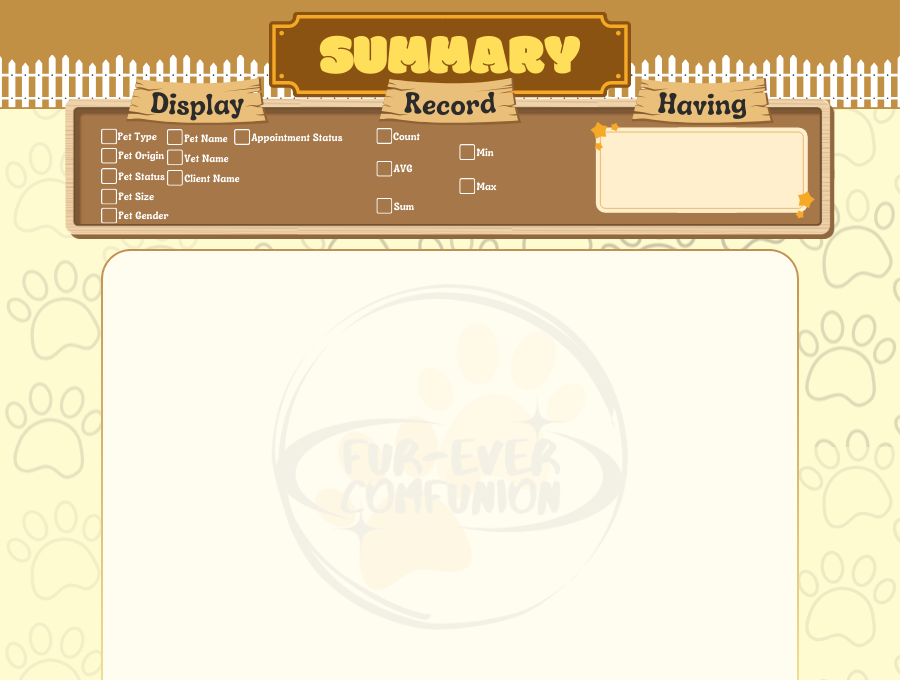 SUMMARY
Display
Record
Having
Pet Type
Pet Name
Appointment Status
Pet Origin
Vet Name
Pet Status
Client Name
Pet Size
Pet Gender
Count
Min
AVG
Max
Sum
FUR-EVER
COMFUNION